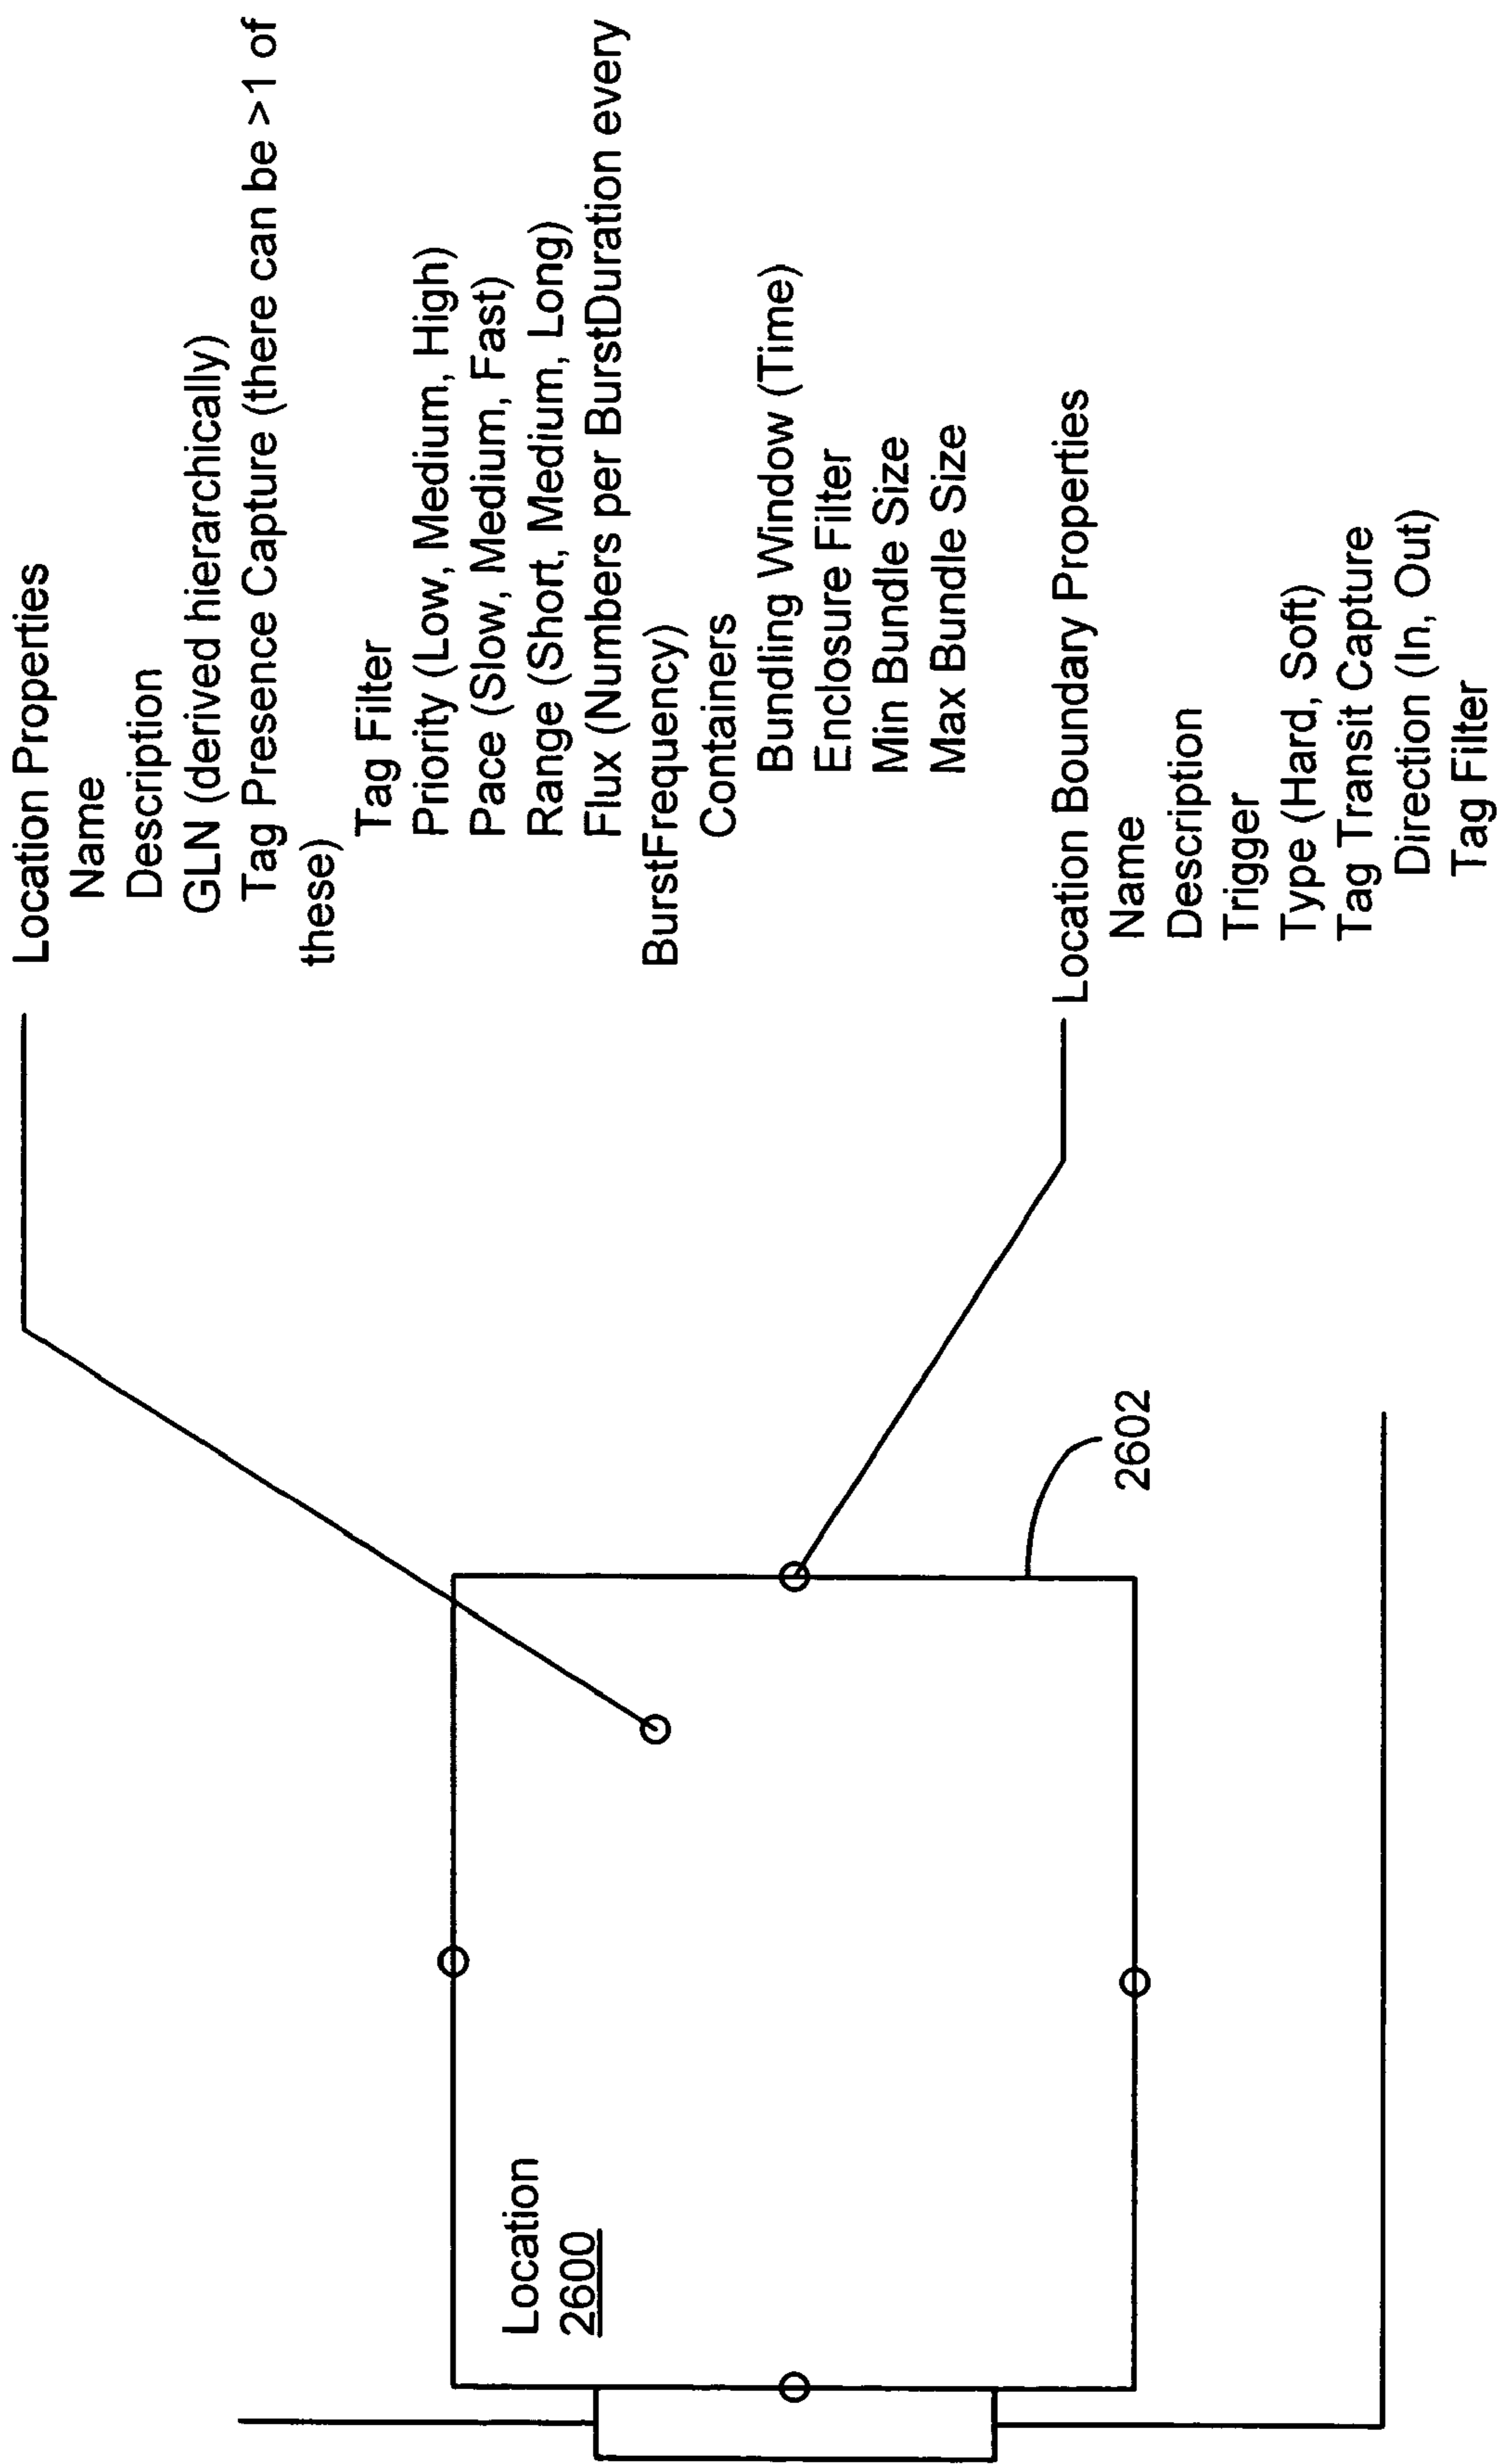 Location Properties
Name
Description
GLN (derived hierarchically)
Tag Presence Capture (there can be >1 of
these)
Tag Filter
Priority (Low, Medium, High)
Pace (Slow, Medium, Fast)
Range (Short, Medium, Long)
Flux (Numbers per BurstDuration every
BurstFrequency)
Containers
Bundling Window (Time)
Enclosure Filter
Min Bundle Size
Max Bundle Size
Location Boundary Properties
Name
Description
Trigger
Type (Hard, Soft)
Tag Transit Capture
Direction (In, Out)
Tag Filter
Location
2600
2602